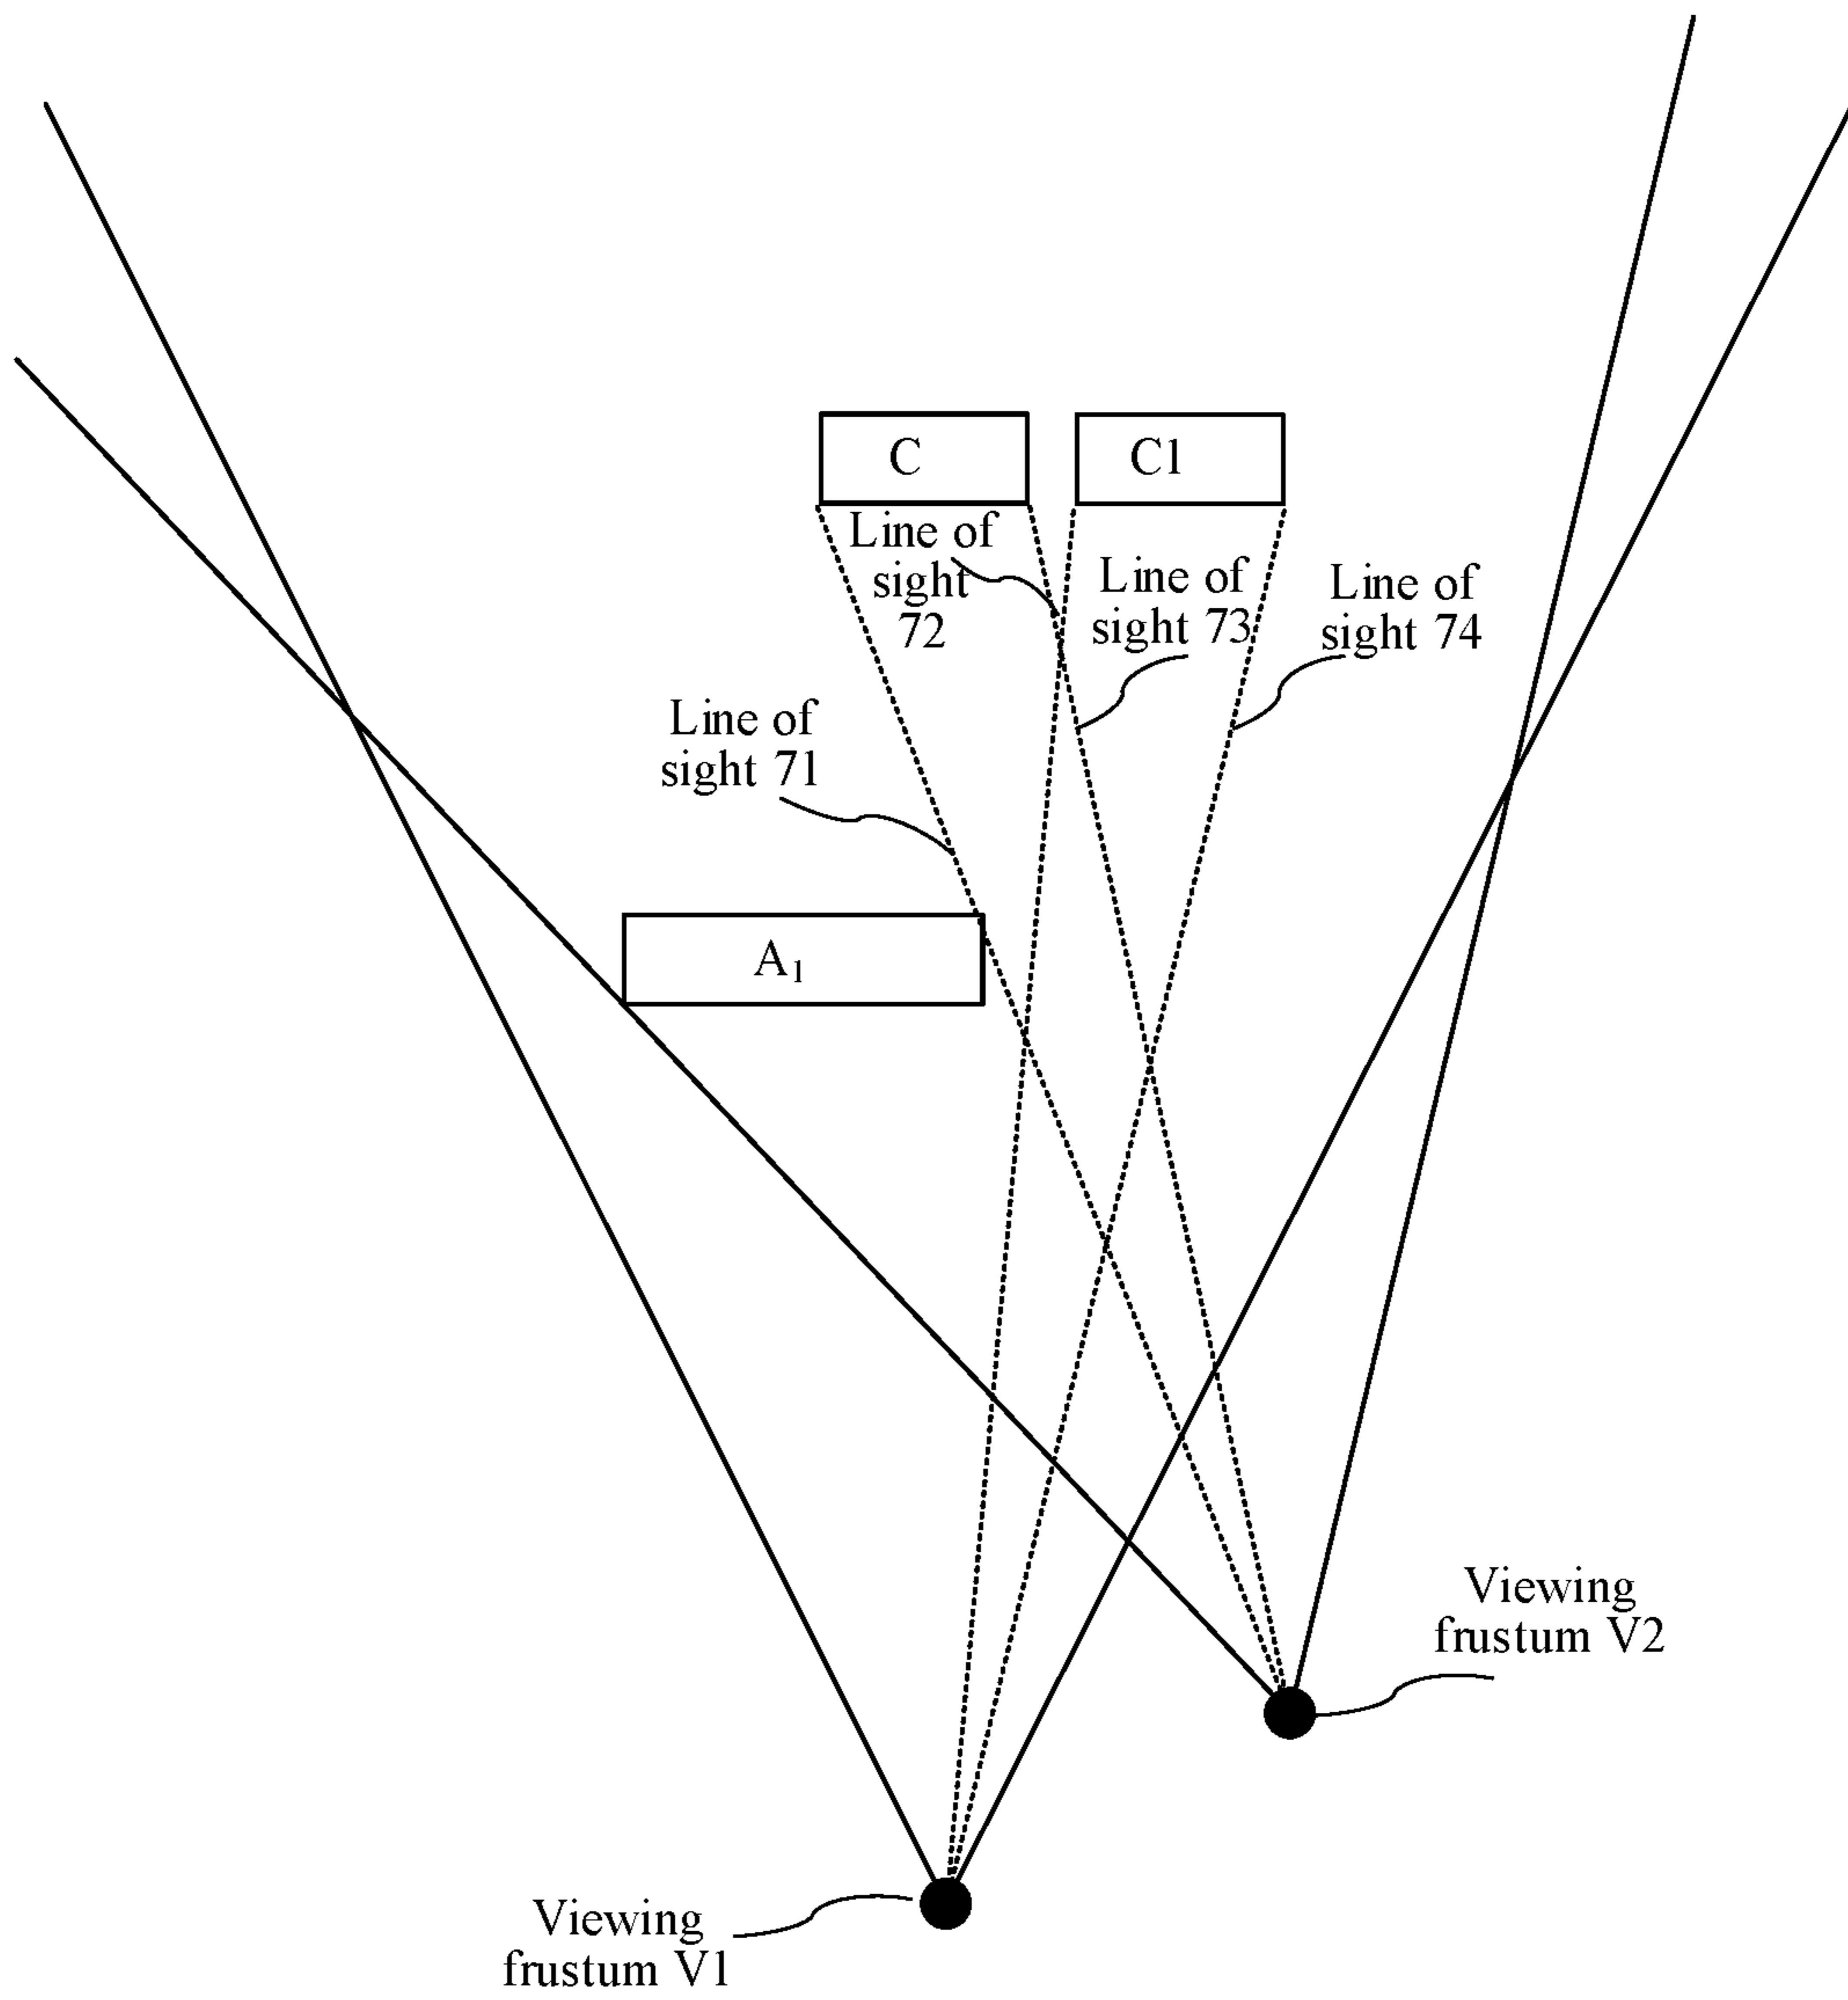 C
C1
Line of
sight
72
Line of
sight 73
Line of
sight 74
Line of
sight 71
A₁
Viewing
frustum V2
Viewing
frustum V1